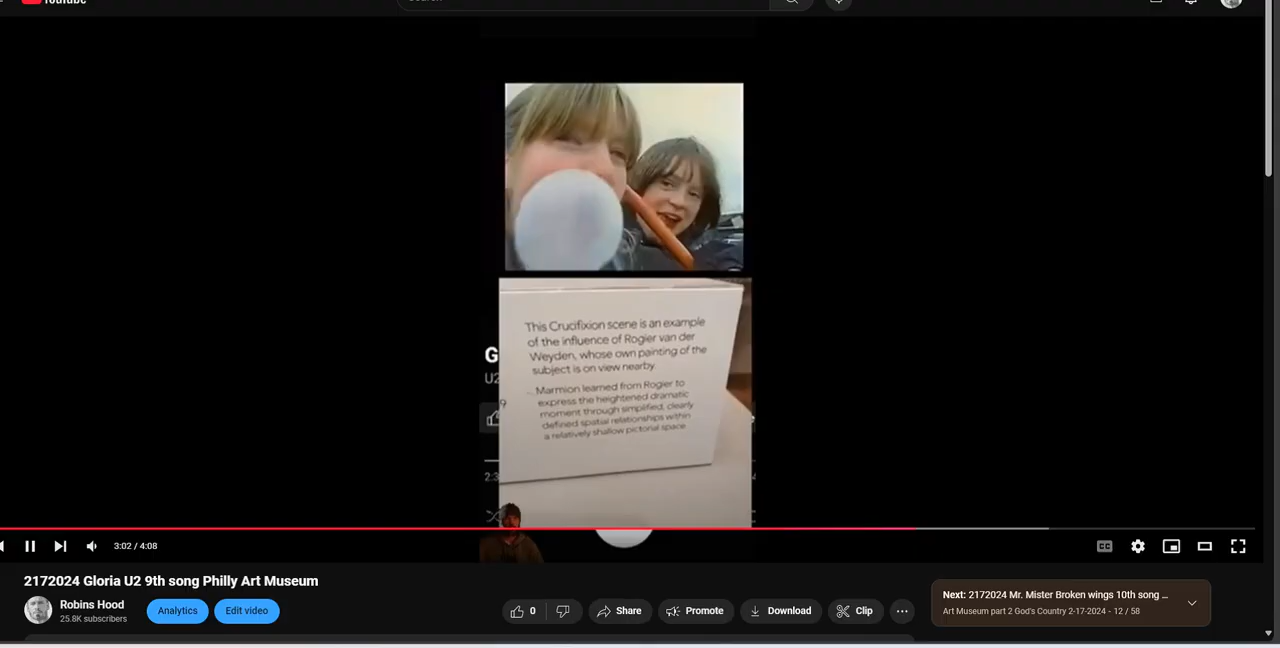 This Crucifixion scene is an example
of the influence of Rogier van der
Weyden, whose own painting of the
subject is on view nearby
Marmion learned from Rogier to
express the heightened dramatic
moment through simplified, clearly
defined spatial relationships within
a relatively shallow pictorial space
G
U2
3:02 / 4:08
CC
2172024 Gloria U2 9th song Philly Art Museum
Robins Hood
25.8K subscribers
Analytics
Edit video
0
Share
Promote
Download
Clip
Next: 2172024 Mr. Mister Broken wings 10th song ...
Art Museum part 2 God's Country 2-17-2024 - 12 / 58